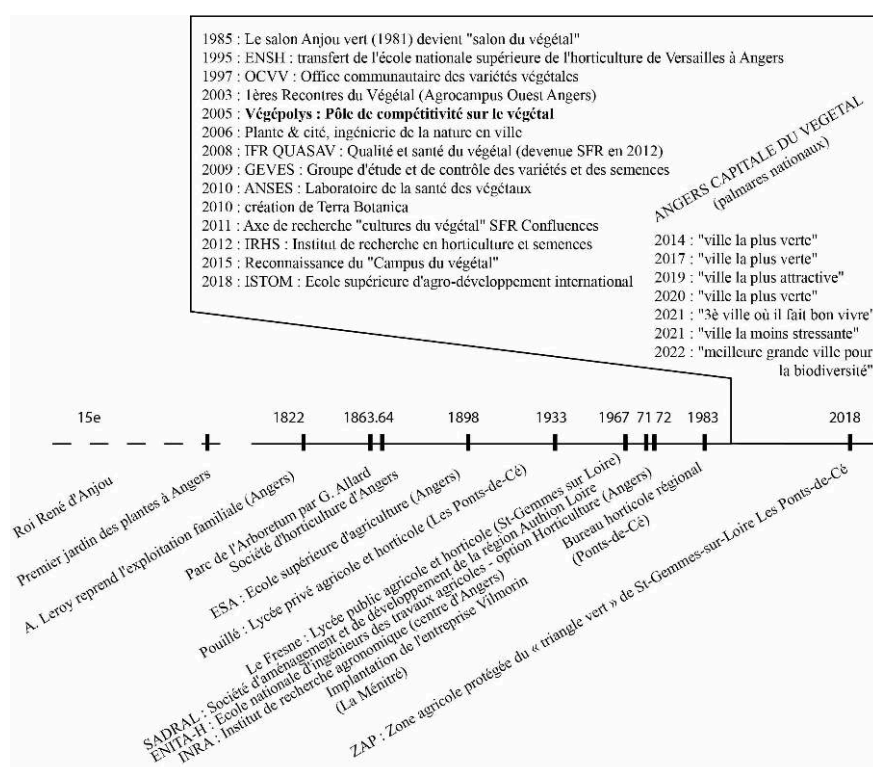 1985 : Le salon Anjou vert (1981) devient "salon du végétal"
1995 : ENSH : transfert de l'école nationale supérieure de l'horticulture de Versailles à Angers
1997 : OCVV : Office communautaire des variétés végétales
2003 : 1ères Recontres du Végétal (Agrocampus Ouest Angers)
2005 : Végépolys : Pôle de compétitivité sur le végétal
2006 : Plante & cité, ingénicric de la nature en ville
2008 : IFR QUASAV : Qualité et santé du végétal (devenue SFR en 2012)
2009 : GEVES : Groupe d'étude et de contrôle des variétés et des semences
2010 : ANSES : Laboratoire de la santé des végétaux
2010 : création de Terra Botanica
2011 : Axe de recherche "cultures du végétal" SFR Confluences
2012 : IRHS : Institut de recherche en horticulture et semences
2015 : Reconnaissance du "Campus du végétal"
2018 : ISTOM : Ecole supérieure d'agro-développement international
ANGERS CAPITALE DU VEGETAL
(palmares nationaux)
2014 : "ville la plus verte"
2017 : "ville la plus verte"
2019 : "ville la plus attractive"
2020 : "ville la plus verte"
2021 : "3è ville où il fait bon vivre"
2021 : "ville la moins stressante"
2022 : "meilleure grande ville pour
la biodiversité"
15e 1822 1863.64 1898 1933 1967 71 72 1983 2018
Roi René d'Anjou
Premier jardin des plantes à Angers
A. Leroy reprend l'exploitation familiale (Angers)
Parc de l'Arboretum par G. Allard
Société d'horticulture d'Angers
ESA : Ecole supérieure d'agriculture (Angers)
Pouillé : Lycée privé agricole et horticole (Les Ponts-de-Cé)
Le Fresne : Lycée public agricole et horticole (St-Gemmes sur Loire)
SADRAL : Société d'aménagement et de développement de la région Authion Loire
ENITA-H : Ecole nationale d'ingénieurs des travaux agricoles - option Horticulture (Angers)
INRA : Institut de recherche agronomique (centre d'Angers)
Implantation de l'entreprise Vilmorin
(La Ménitré)
Bureau horticole régional
(Ponts-de-Cé)
ZAP : Zone agricole protégée du « triangle vert » de St-Gemmes-sur-Loire Les Ponts-de-Cé